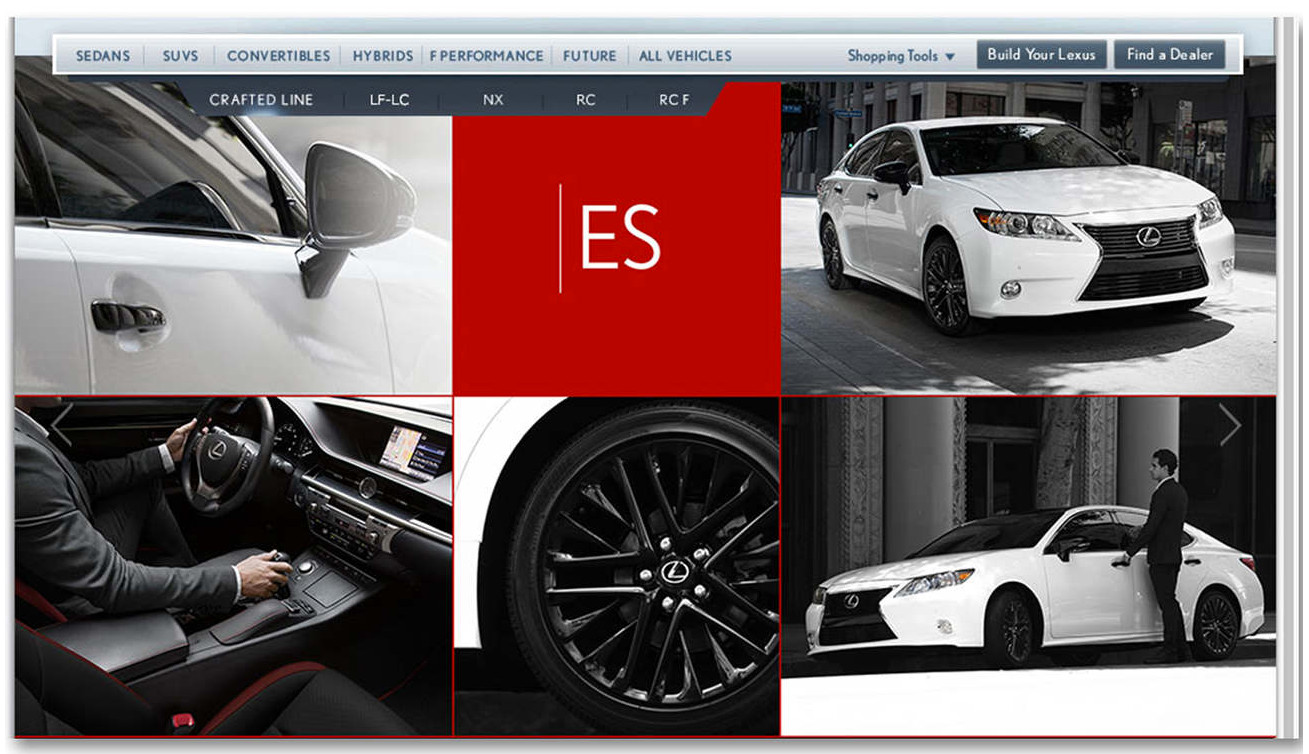 SEDANS SUVS CONVERTIBLES HYBRIDS F PERFORMANCE FUTURE ALL VEHICLES Shopping Tools Build Your Lexus Find a Dealer
CRAFTED LINE LF-LC NX RC RC F
ES